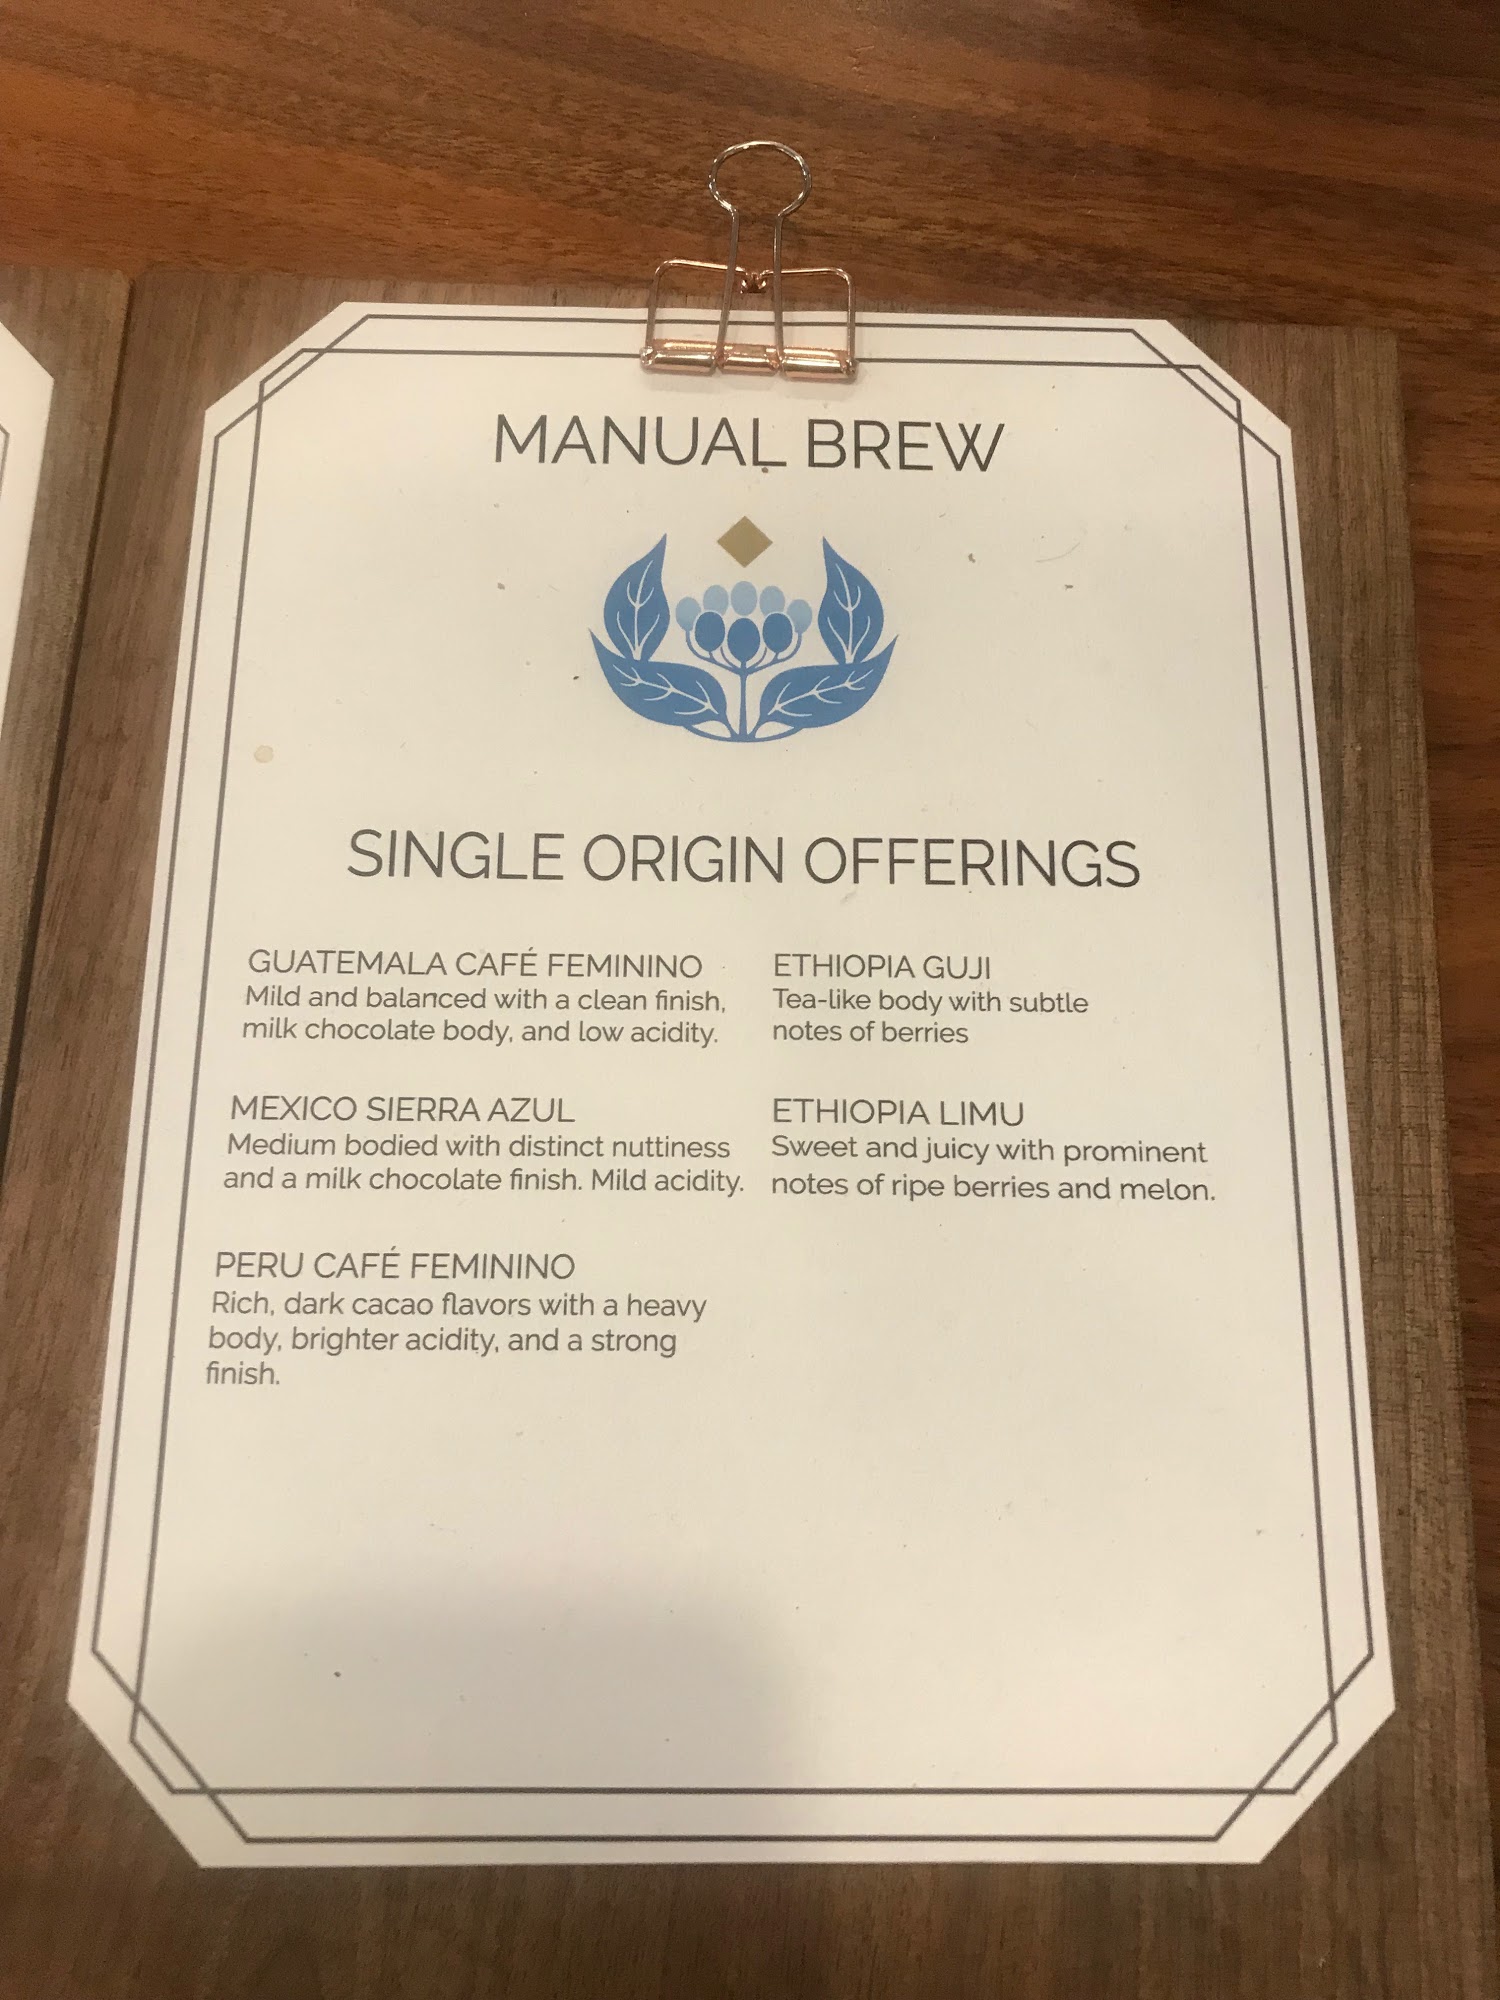 MANUAL BREW
SINGLE ORIGIN OFFERINGS
GUATEMALA CAFÉ FEMININO
Mild and balanced with a clean finish,
milk chocolate body, and low acidity.
MEXICO SIERRA AZUL
Medium bodied with distinct nuttiness
and a milk chocolate finish. Mild acidity.
PERU CAFÉ FEMININO
Rich, dark cacao flavors with a heavy
body, brighter acidity, and a strong
finish.
ETHIOPIA GUJI
Tea-like body with subtle
notes of berries
ETHIOPIA LIMU
Sweet and juicy with prominent
notes of ripe berries and melon.